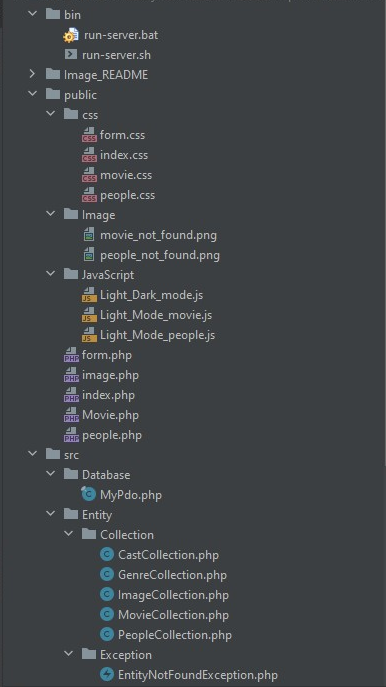 bin
run-server.bat
run-server.sh
Image_README
public
css
form.css
index.css
movie.css
people.css
Image
movie_not_found.png
people_not_found.png
JavaScript
Light_Dark_mode.js
Light_Mode_movie.js
Light_Mode_people.js
form.php
image.php
index.php
Movie.php
people.php
src
Database
MyPdo.php
Entity
Collection
CastCollection.php
GenreCollection.php
ImageCollection.php
MovieCollection.php
PeopleCollection.php
Exception
EntityNotFoundException.php